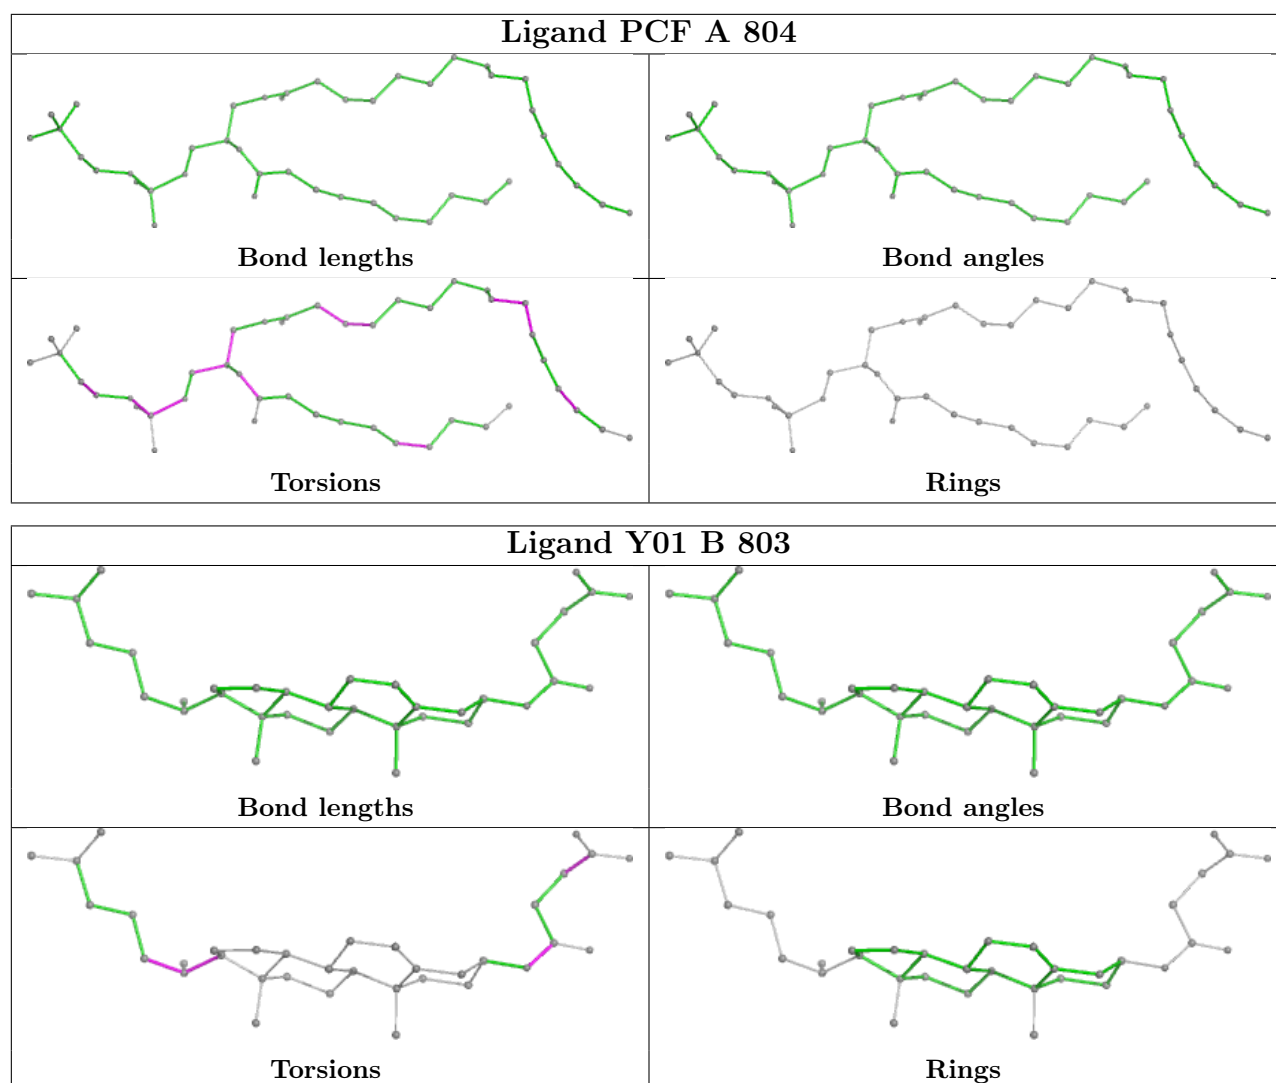 Ligand PCF A 804
Bond lengths
Bond angles
Torsions
Rings
Ligand Y01 B 803
Bond lengths
Bond angles
Torsions
Rings